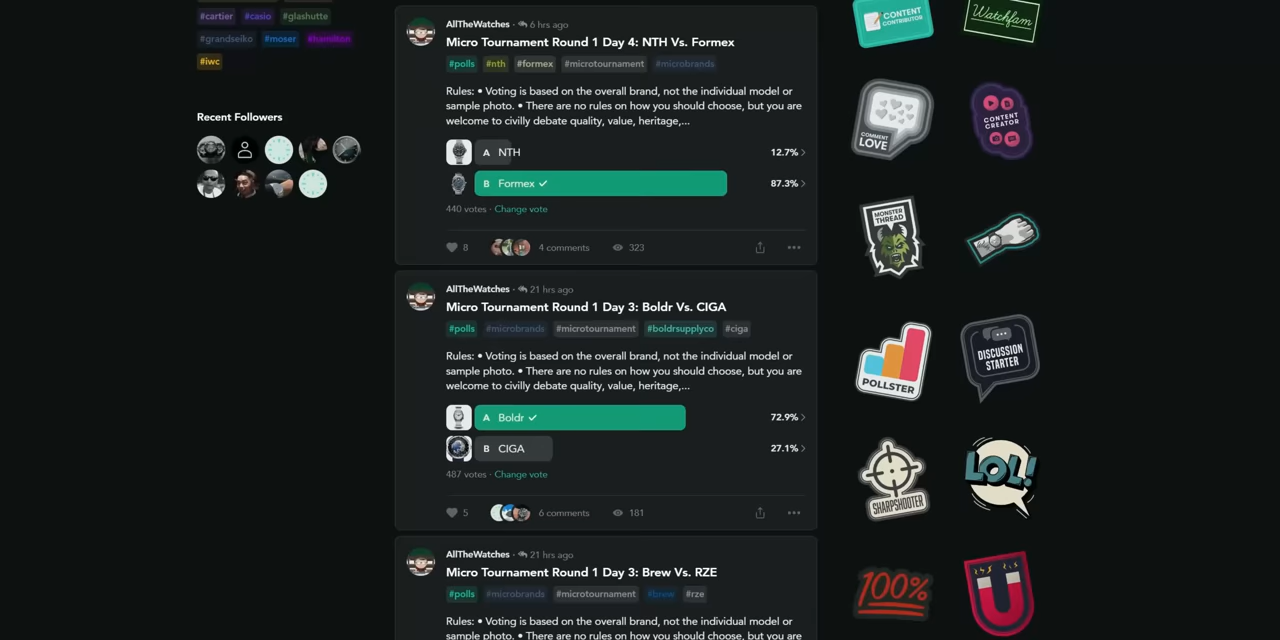 #cartier #casio #glashutte
#grandseiko #moser #hamilton
#iwc
Recent Followers
AllTheWatches · 6 hrs ago
Micro Tournament Round 1 Day 4: NTH Vs. Formex
#polls #nth #formex #microtournament #microbrands
Rules: • Voting is based on the overall brand, not the individual model or
sample photo. • There are no rules on how you should choose, but you are
welcome to civilly debate quality, value, heritage,...
A NTH 12.7%
B Formex 87.3%
440 votes · Change vote
8 4 comments 323
AllTheWatches · 21 hrs ago
Micro Tournament Round 1 Day 3: Boldr Vs. CIGA
#polls #microbrands #microtournament #boldrsupplyco #ciga
Rules: • Voting is based on the overall brand, not the individual model or
sample photo. • There are no rules on how you should choose, but you are
welcome to civilly debate quality, value, heritage,...
A Boldr 72.9%
B CIGA 27.1%
487 votes · Change vote
5 6 comments 181
AllTheWatches · 21 hrs ago
Micro Tournament Round 1 Day 3: Brew Vs. RZE
#polls #microbrands #microtournament #brew #rze
Rules: • Voting is based on the overall brand, not the individual model or
sample photo. • There are no rules on how you should choose, but you are
CONTENT
CONTRIBUTOR
Watchfam
COMMENT
LOVE
CONTENT
CREATOR
MONSTER
THREAD
POLLSTER
DISCUSSION
STARTER
SHARPSHOOTER
LOL!
100%